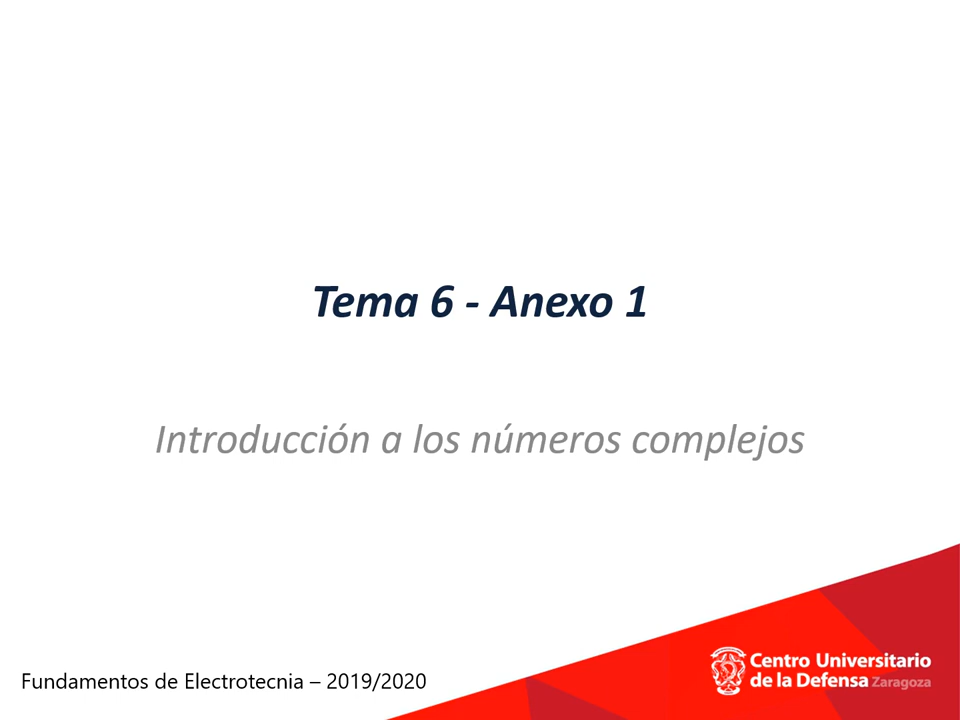 Tema 6 - Anexo 1
Introducción a los números complejos
Fundamentos de Electrotecnia – 2019/2020
Centro Universitario
de la Defensa Zaragoza